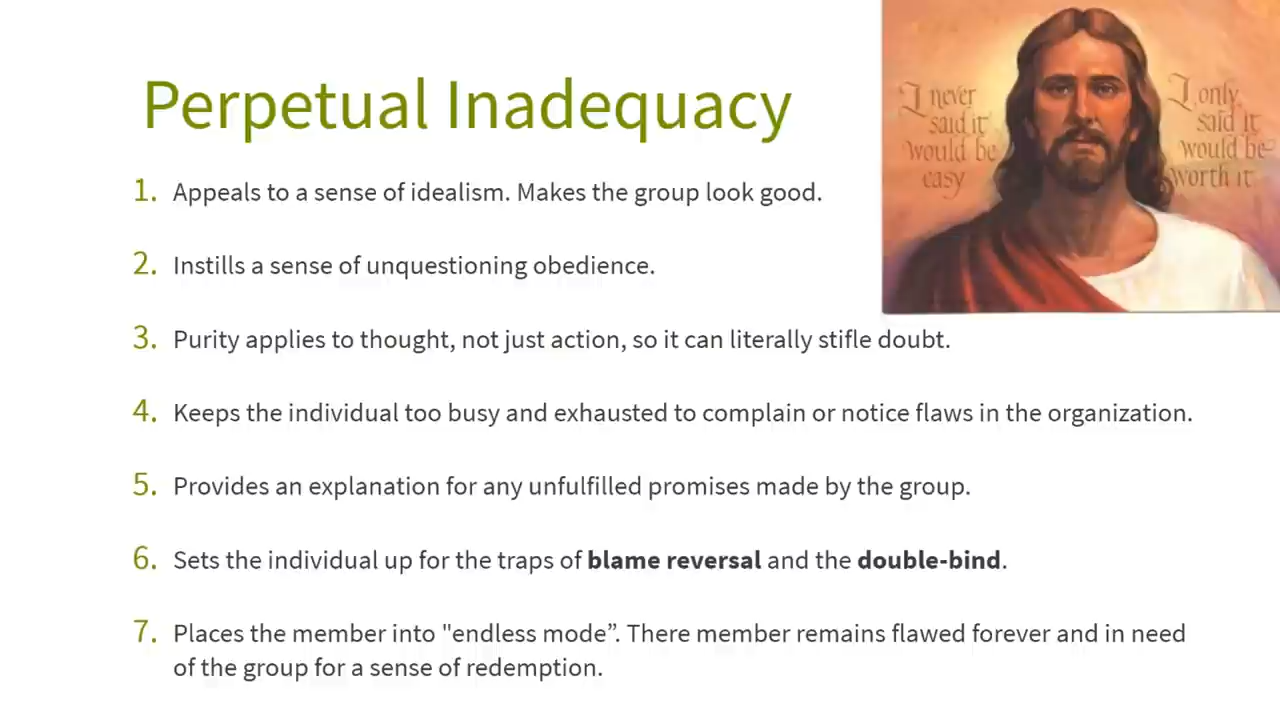 Perpetual Inadequacy
I never
said it
would be
easy
I only
said it
would be
worth it
1. Appeals to a sense of idealism. Makes the group look good.
2. Instills a sense of unquestioning obedience.
3. Purity applies to thought, not just action, so it can literally stifle doubt.
4. Keeps the individual too busy and exhausted to complain or notice flaws in the organization.
5. Provides an explanation for any unfulfilled promises made by the group.
6. Sets the individual up for the traps of blame reversal and the double-bind.
7. Places the member into "endless mode”. There member remains flawed forever and in need
of the group for a sense of redemption.